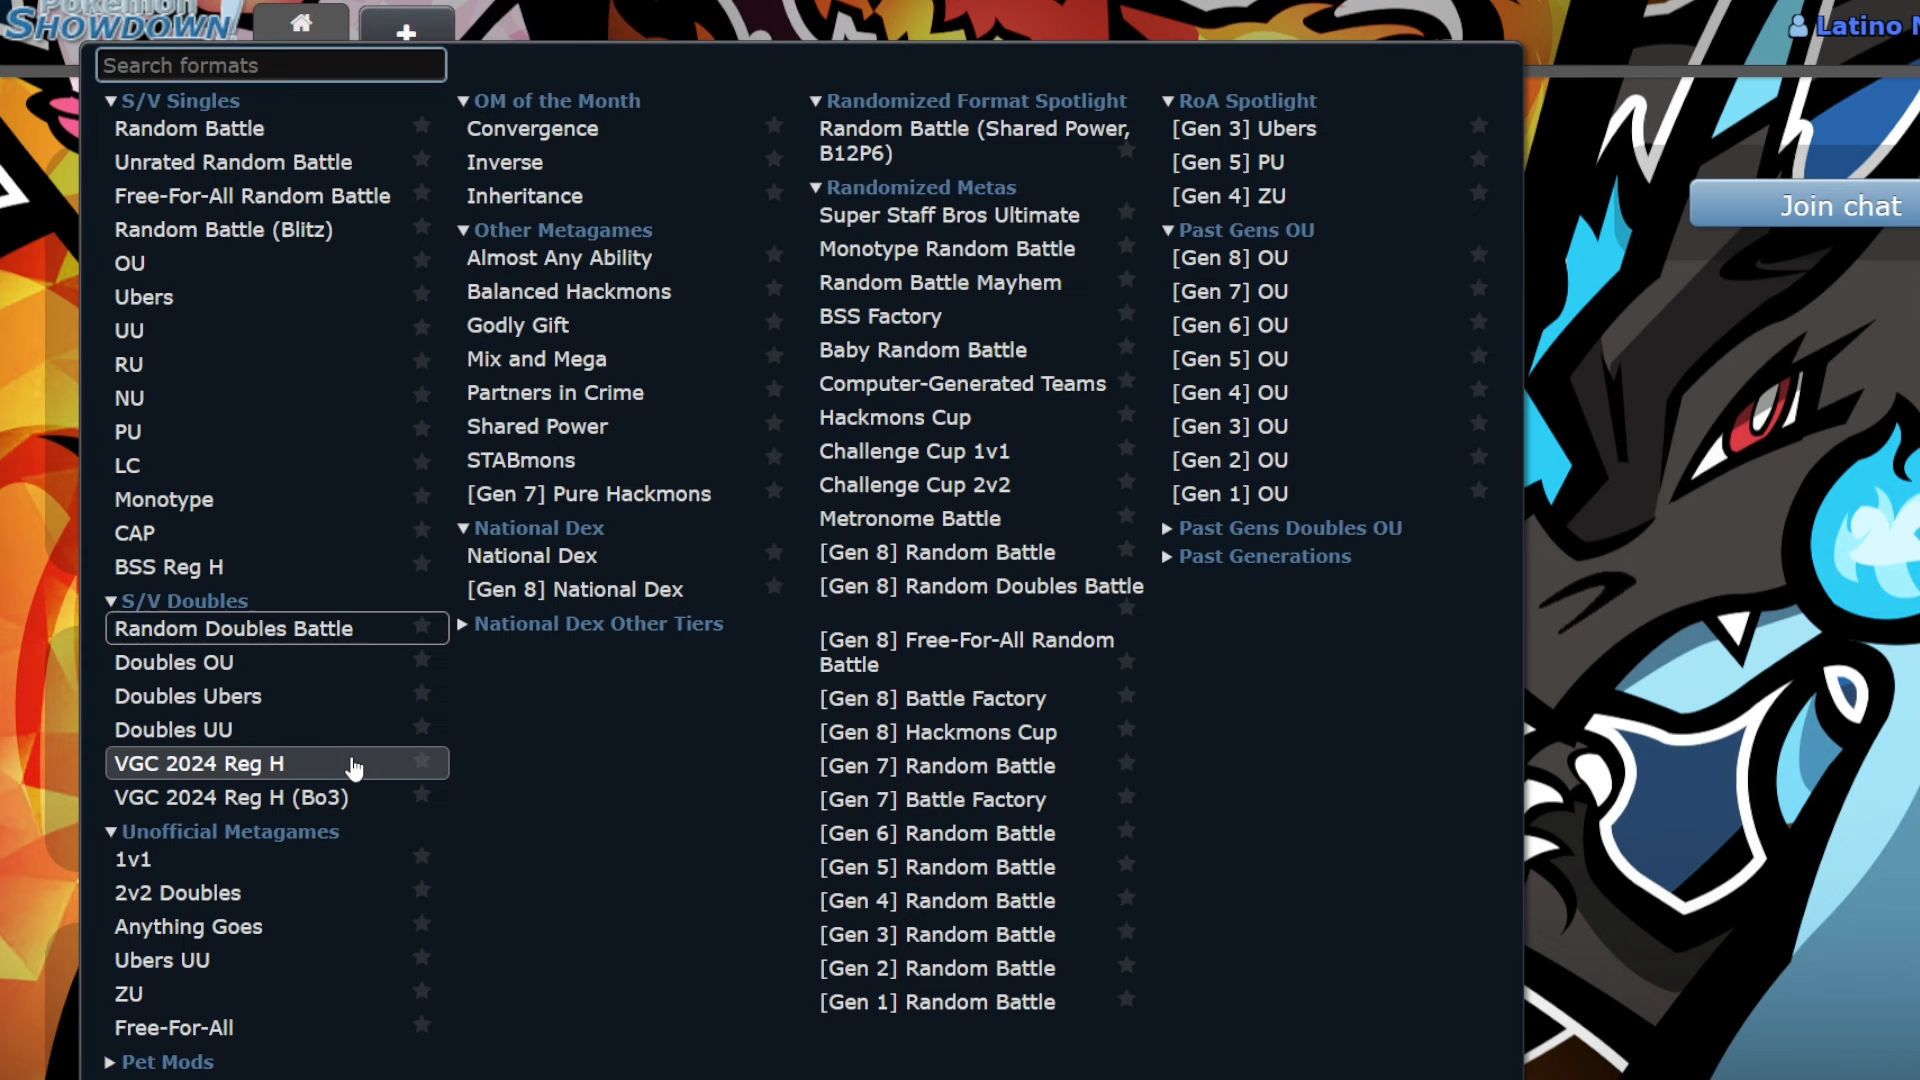 Pokémon
SHOWDOWN!
Latino
Search formats
S/V Singles
Random Battle
Unrated Random Battle
Free-For-All Random Battle
Random Battle (Blitz)
OU
Ubers
UU
RU
NU
PU
LC
Monotype
CAP
BSS Reg H
S/V Doubles
Random Doubles Battle
Doubles OU
Doubles Ubers
Doubles UU
VGC 2024 Reg H
VGC 2024 Reg H (Bo3)
Unofficial Metagames
1v1
2v2 Doubles
Anything Goes
Ubers UU
ZU
Free-For-All
Pet Mods
OM of the Month
Convergence
Inverse
Inheritance
Other Metagames
Almost Any Ability
Balanced Hackmons
Godly Gift
Mix and Mega
Partners in Crime
Shared Power
STABmons
[Gen 7] Pure Hackmons
National Dex
National Dex
[Gen 8] National Dex
National Dex Other Tiers
Randomized Format Spotlight
Random Battle (Shared Power,
B12P6)
Randomized Metas
Super Staff Bros Ultimate
Monotype Random Battle
Random Battle Mayhem
BSS Factory
Baby Random Battle
Computer-Generated Teams
Hackmons Cup
Challenge Cup 1v1
Challenge Cup 2v2
Metronome Battle
[Gen 8] Random Battle
[Gen 8] Random Doubles Battle
[Gen 8] Free-For-All Random
Battle
[Gen 8] Battle Factory
[Gen 8] Hackmons Cup
[Gen 7] Random Battle
[Gen 7] Battle Factory
[Gen 6] Random Battle
[Gen 5] Random Battle
[Gen 4] Random Battle
[Gen 3] Random Battle
[Gen 2] Random Battle
[Gen 1] Random Battle
RoA Spotlight
[Gen 3] Ubers
[Gen 5] PU
[Gen 4] ZU
Past Gens OU
[Gen 8] OU
[Gen 7] OU
[Gen 6] OU
[Gen 5] OU
[Gen 4] OU
[Gen 3] OU
[Gen 2] OU
[Gen 1] OU
Past Gens Doubles OU
Past Generations
Join chat